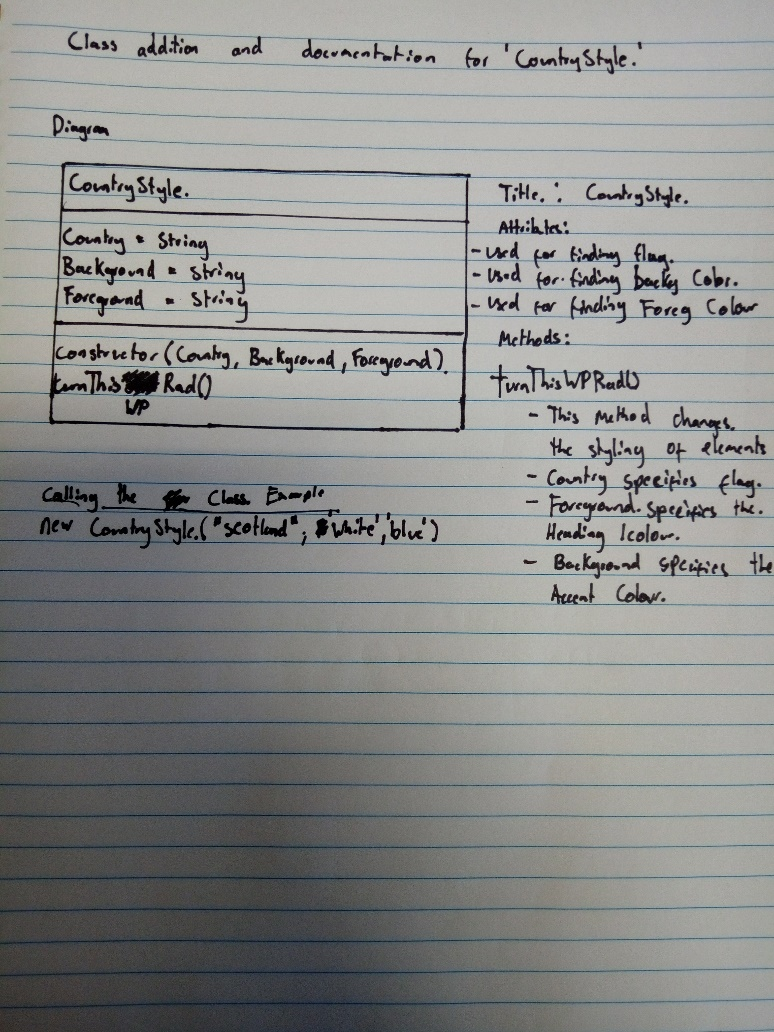 Class addition and documentation for 'CountryStyle.'
Diagram
CountryStyle.
Country = String
Background = String
Foreground = String
constructor (Country, Background, Foreground).
turnThis Rad()
WP
Title. : CountryStyle.
Attributes:
- Used for finding flag.
- Used for finding backg Color.
- Used for finding Foreg Colour
Methods:
turnThisWPRad()
- This Method changes.
the styling of elements
- Country specifies flag.
- Foreground. specifies the.
Heading colour.
- Background specifies the
Accent Colour.
Calling the Class Example
new CountryStyle.("scotland", 'White', 'blue')